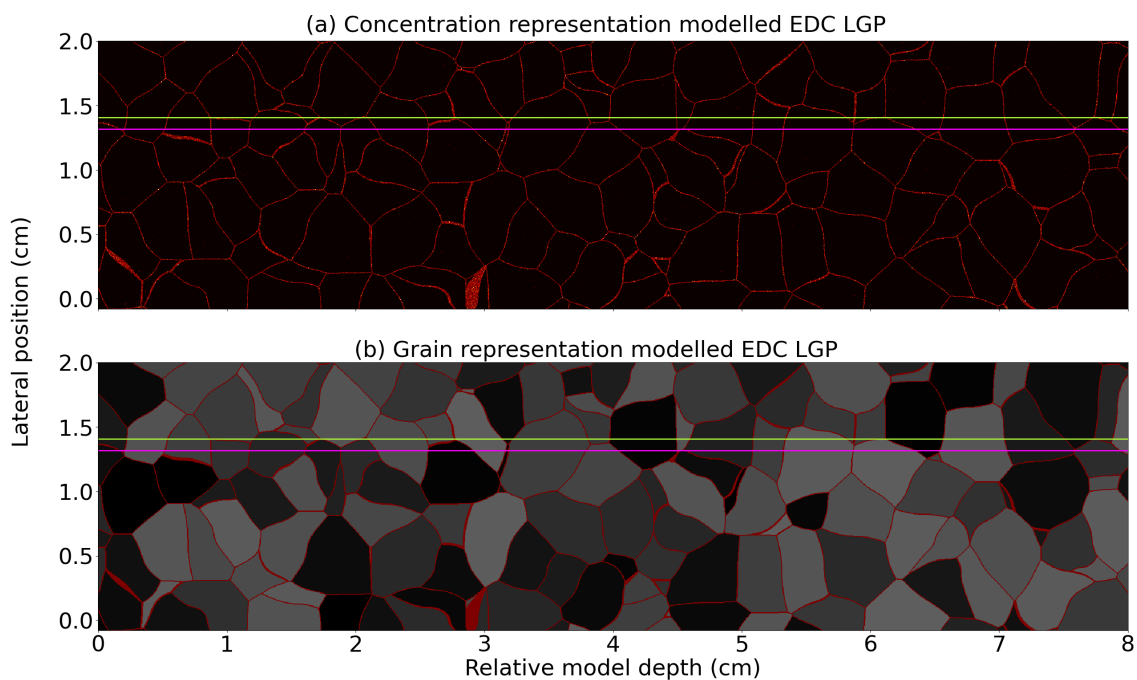 (a) Concentration representation modelled EDC LGP
2.0
1.5
1.0
0.5
0.0
Lateral position (cm)
(b) Grain representation modelled EDC LGP
2.0
1.5
1.0
0.5
0.0
0 1 2 3 4 5 6 7 8
Relative model depth (cm)